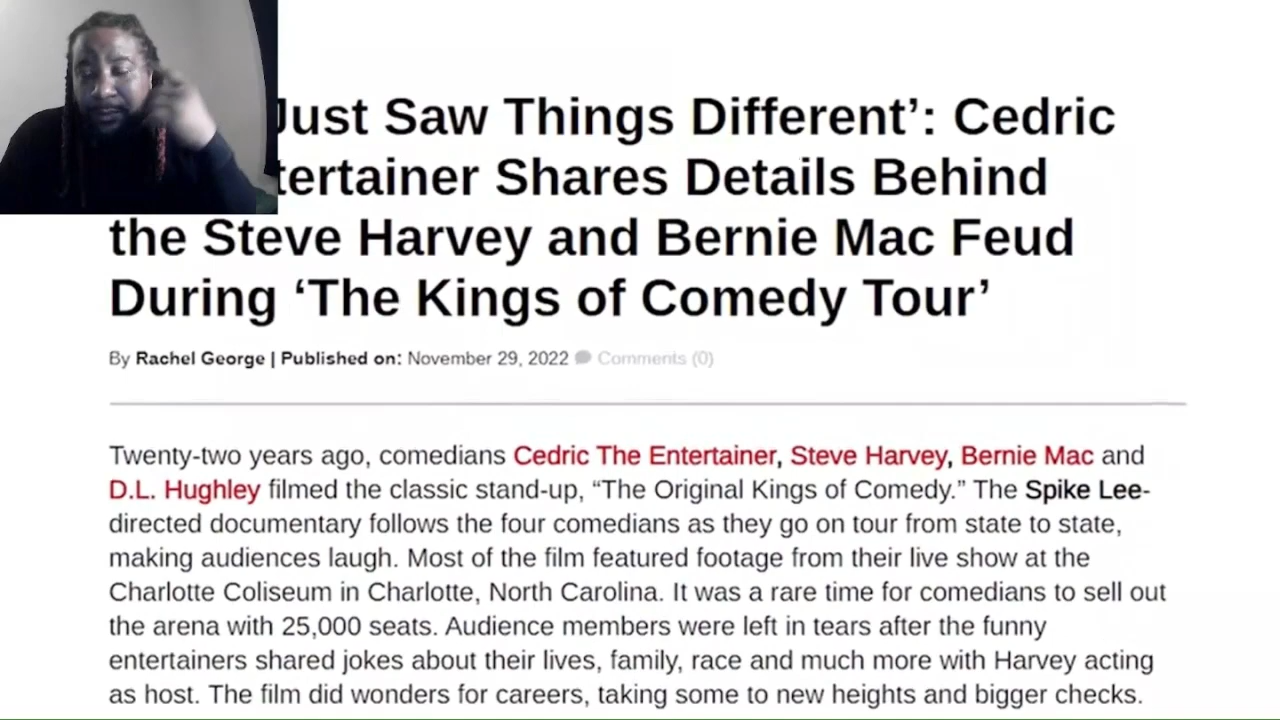 Just Saw Things Different’: Cedric
tertainer Shares Details Behind
the Steve Harvey and Bernie Mac Feud
During ‘The Kings of Comedy Tour’
By Rachel George | Published on: November 29, 2022 Comments (0)
Twenty-two years ago, comedians Cedric The Entertainer, Steve Harvey, Bernie Mac and
D.L. Hughley filmed the classic stand-up, “The Original Kings of Comedy.” The Spike Lee-
directed documentary follows the four comedians as they go on tour from state to state,
making audiences laugh. Most of the film featured footage from their live show at the
Charlotte Coliseum in Charlotte, North Carolina. It was a rare time for comedians to sell out
the arena with 25,000 seats. Audience members were left in tears after the funny
entertainers shared jokes about their lives, family, race and much more with Harvey acting
as host. The film did wonders for careers, taking some to new heights and bigger checks.